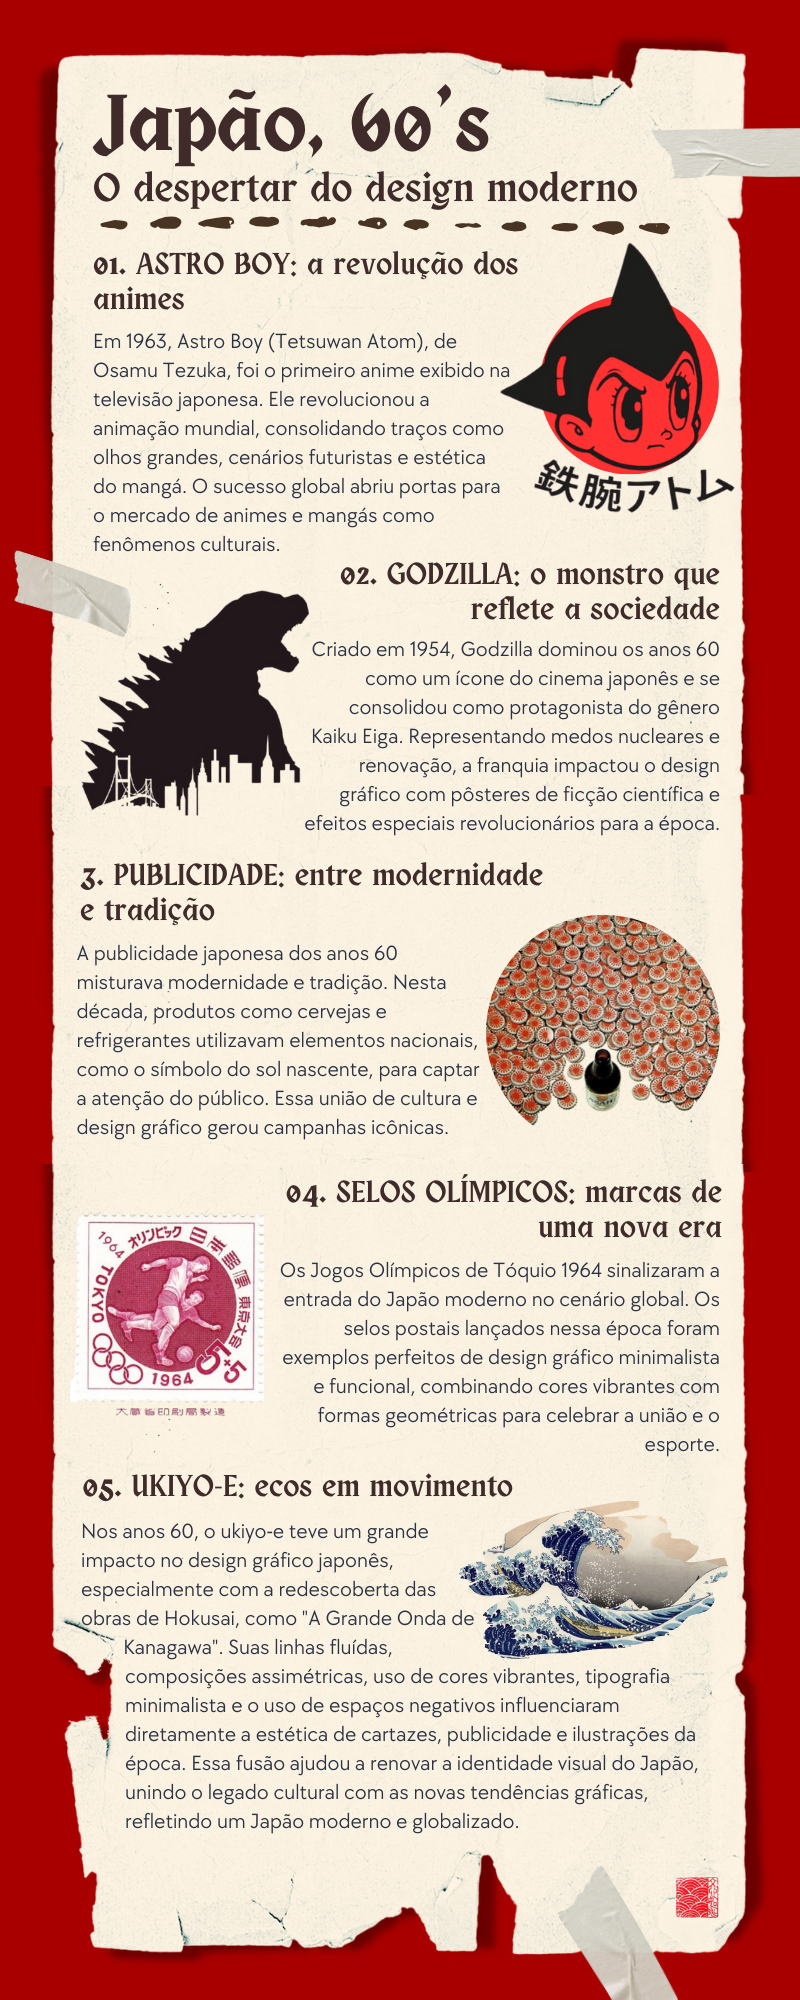 Japão, 60's
O despertar do design moderno
01. ASTRO BOY: a revolução dos
animes
Em 1963, Astro Boy (Tetsuwan Atom), de
Osamu Tezuka, foi o primeiro anime exibido na
televisão japonesa. Ele revolucionou a
animação mundial, consolidando traços como
olhos grandes, cenários futuristas e estética
do mangá. O sucesso global abriu portas para
o mercado de animes e mangás como
fenômenos culturais.
鉄腕アトム
02. GODZILLA: o monstro que
reflete a sociedade
Criado em 1954, Godzilla dominou os anos 60
como um ícone do cinema japonês e se
consolidou como protagonista do gênero
Kaiku Eiga. Representando medos nucleares e
renovação, a franquia impactou o design
gráfico com pôsteres de ficção científica e
efeitos especiais revolucionários para a época.
3. PUBLICIDADE: entre modernidade
e tradição
A publicidade japonesa dos anos 60
misturava modernidade e tradição. Nesta
década, produtos como cervejas e
refrigerantes utilizavam elementos nacionais,
como o símbolo do sol nascente, para captar
a atenção do público. Essa união de cultura e
design gráfico gerou campanhas icônicas.
04. SELOS OLÍMPICOS: marcas de
uma nova era
1964 オリンピック 日本郵便
TOKYO
東京大会
5+5
1964
大蔵省印刷局製造
Os Jogos Olímpicos de Tóquio 1964 sinalizaram a
entrada do Japão moderno no cenário global. Os
selos postais lançados nessa época foram
exemplos perfeitos de design gráfico minimalista
e funcional, combinando cores vibrantes com
formas geométricas para celebrar a união e o
esporte.
05. UKIYO-E: ecos em movimento
Nos anos 60, o ukiyo-e teve um grande
impacto no design gráfico japonês,
especialmente com a redescoberta das
obras de Hokusai, como "A Grande Onda de
Kanagawa". Suas linhas fluídas,
composições assimétricas, uso de cores vibrantes, tipografia
minimalista e o uso de espaços negativos influenciaram
diretamente a estética de cartazes, publicidade e ilustrações da
época. Essa fusão ajudou a renovar a identidade visual do Japão,
unindo o legado cultural com as novas tendências gráficas,
refletindo um Japão moderno e globalizado.